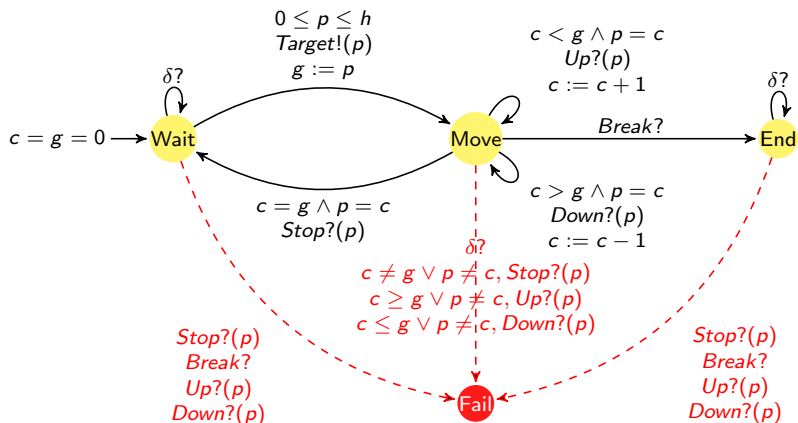 0 ≤ p ≤ h
Target!(p)
g := p
c < g ∧ p = c
Up?(p)
c := c + 1
δ?
δ?
c = g = 0
Wait
Move
Break?
End
c = g ∧ p = c
Stop?(p)
c > g ∧ p = c
Down?(p)
c := c − 1
δ?
c ≠ g ∨ p ≠ c, Stop?(p)
c ≥ g ∨ p ≠ c, Up?(p)
c ≤ g ∨ p ≠ c, Down?(p)
Stop?(p)
Break?
Up?(p)
Down?(p)
Stop?(p)
Break?
Up?(p)
Down?(p)
Fail